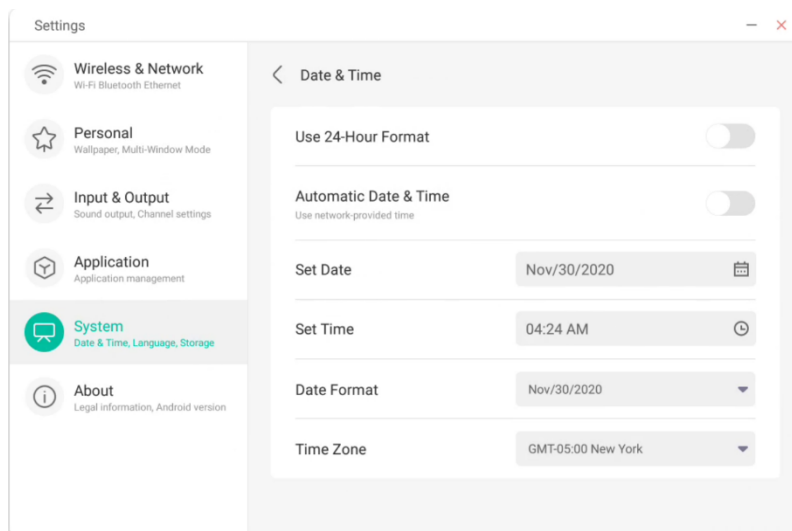 Settings
Wireless & Network
Wi-Fi Bluetooth Ethernet
Personal
Wallpaper, Multi-Window Mode
Input & Output
Sound output, Channel settings
Application
Application management
System
Date & Time, Language, Storage
About
Legal information, Android version
Date & Time
Use 24-Hour Format
Automatic Date & Time
Use network-provided time
Set Date
Nov/30/2020
Set Time
04:24 AM
Date Format
Nov/30/2020
Time Zone
GMT-05:00 New York